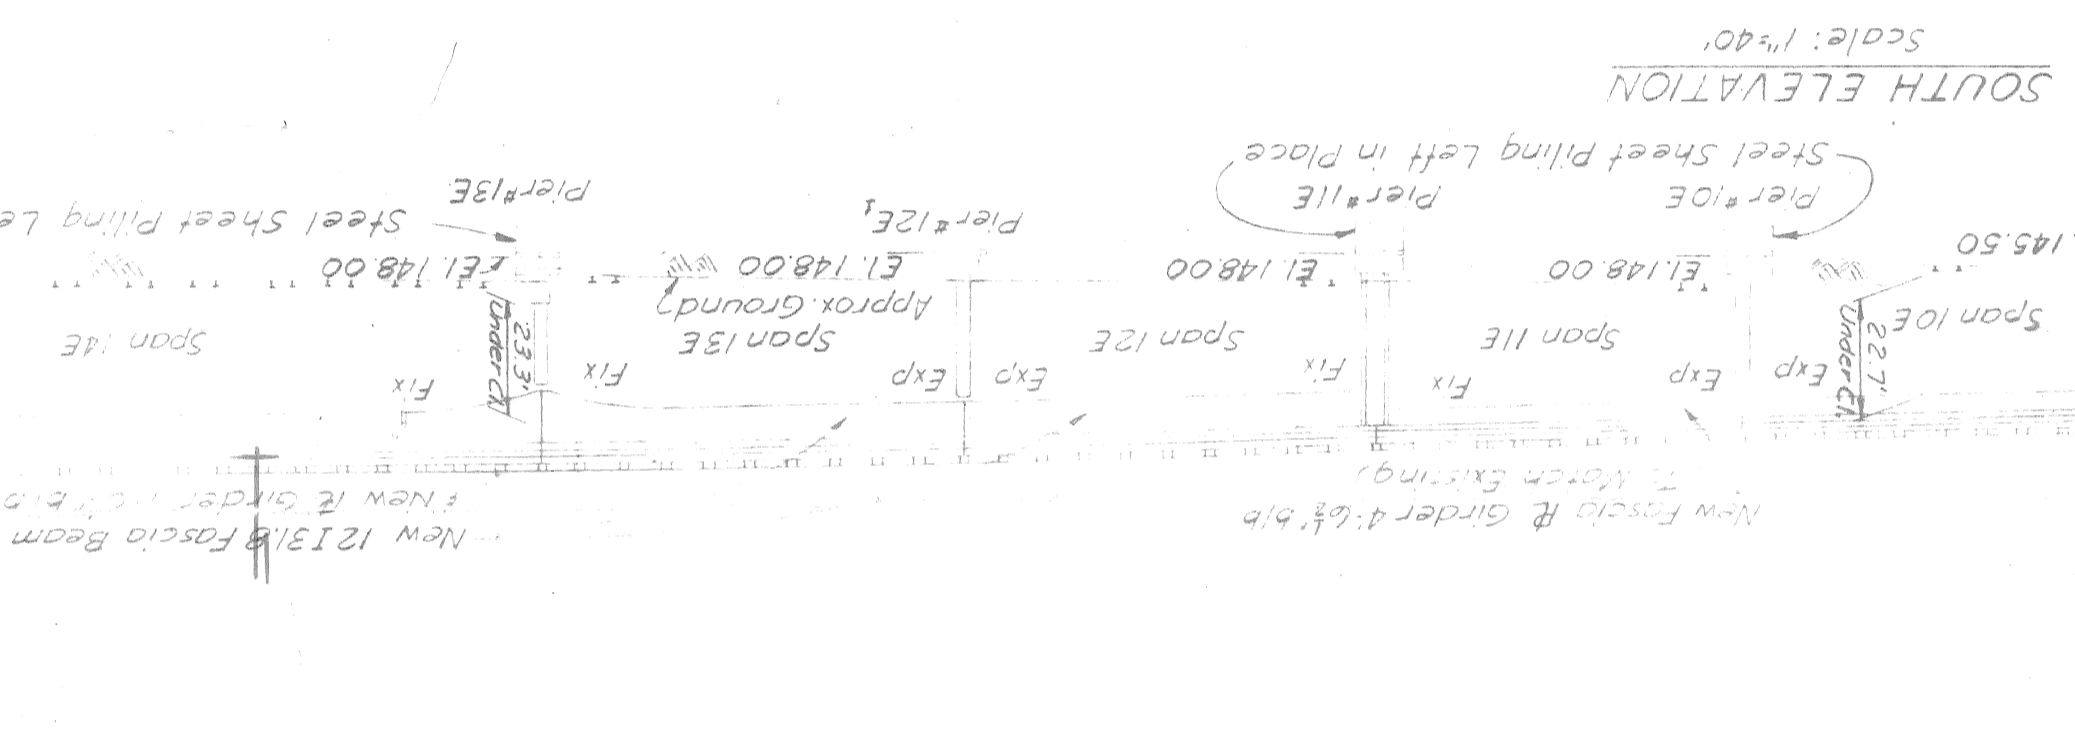 New 12 I 31.8 Fascia Beam
& New ℄ Girder
b/b
New Fascia ℄ Girder 4'-6½" b/b
To Match Existing
Exp
Exp
Fix
Fix
Exp
Exp
Fix
Fix
22.7'
Under Cl.
23.3'
Under Cl.
Span 10E
Span 11E
Span 12E
Span 13E
Span 14E
Approx. Ground
145.50
El. 148.00
El. 148.00
El. 148.00
El. 148.00
Pier #10E
Pier #11E
Pier #12E
Pier #13E
Steel Sheet Piling Left in Place
Steel Sheet Piling Le
SOUTH ELEVATION
Scale: 1"=40'